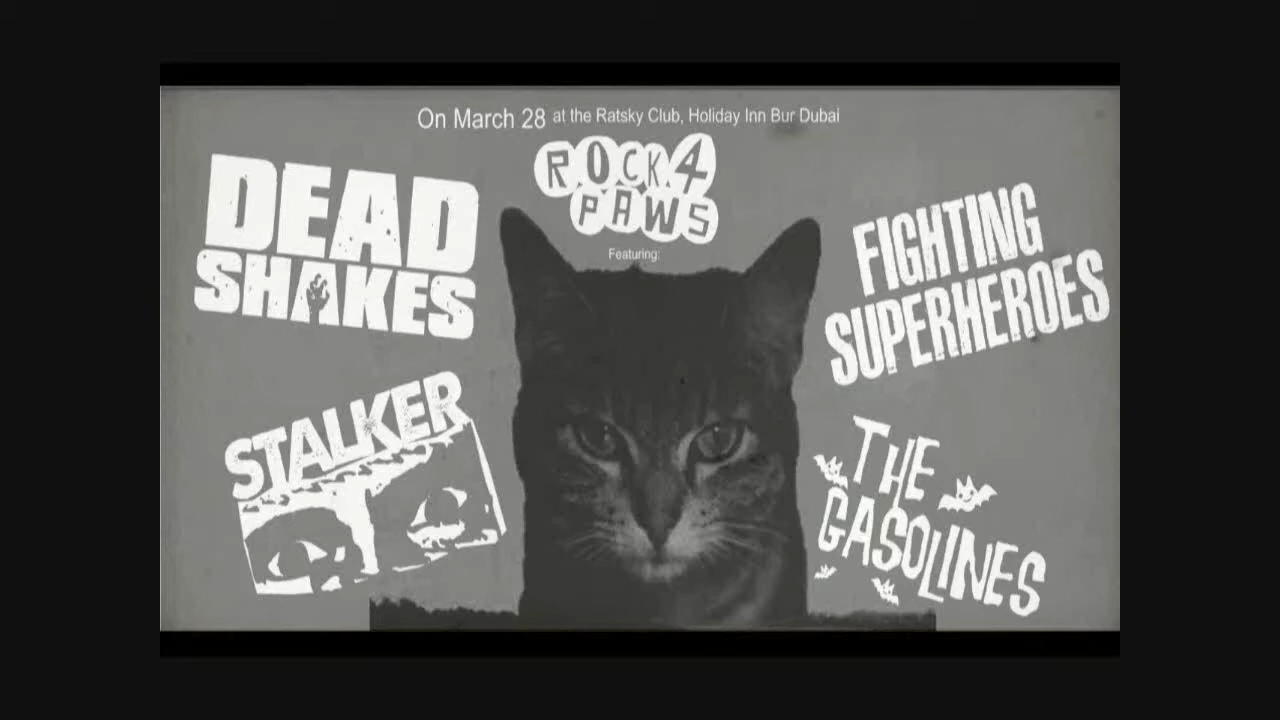 On March 28 at the Ratsky Club, Holiday Inn Bur Dubai
ROCK 4
PAWS
Featuring:
DEAD
SHAKES
FIGHTING
SUPERHEROES
STALKER
THE
GASOLINES